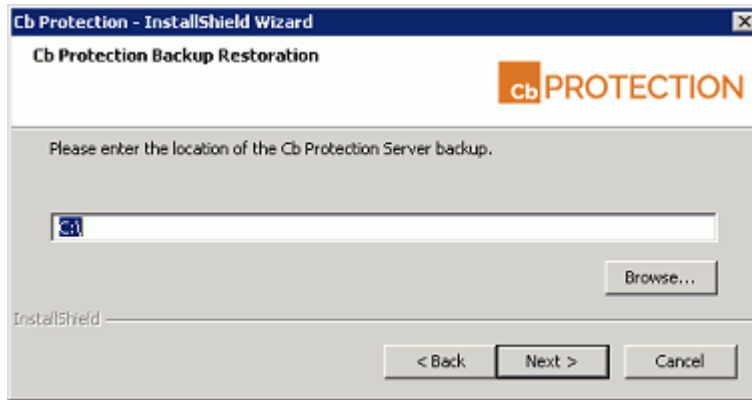 Cb Protection - InstallShield Wizard
Cb Protection Backup Restoration
Cb PROTECTION
Please enter the location of the Cb Protection Server backup.
C:\
Browse...
InstallShield
< Back
Next >
Cancel